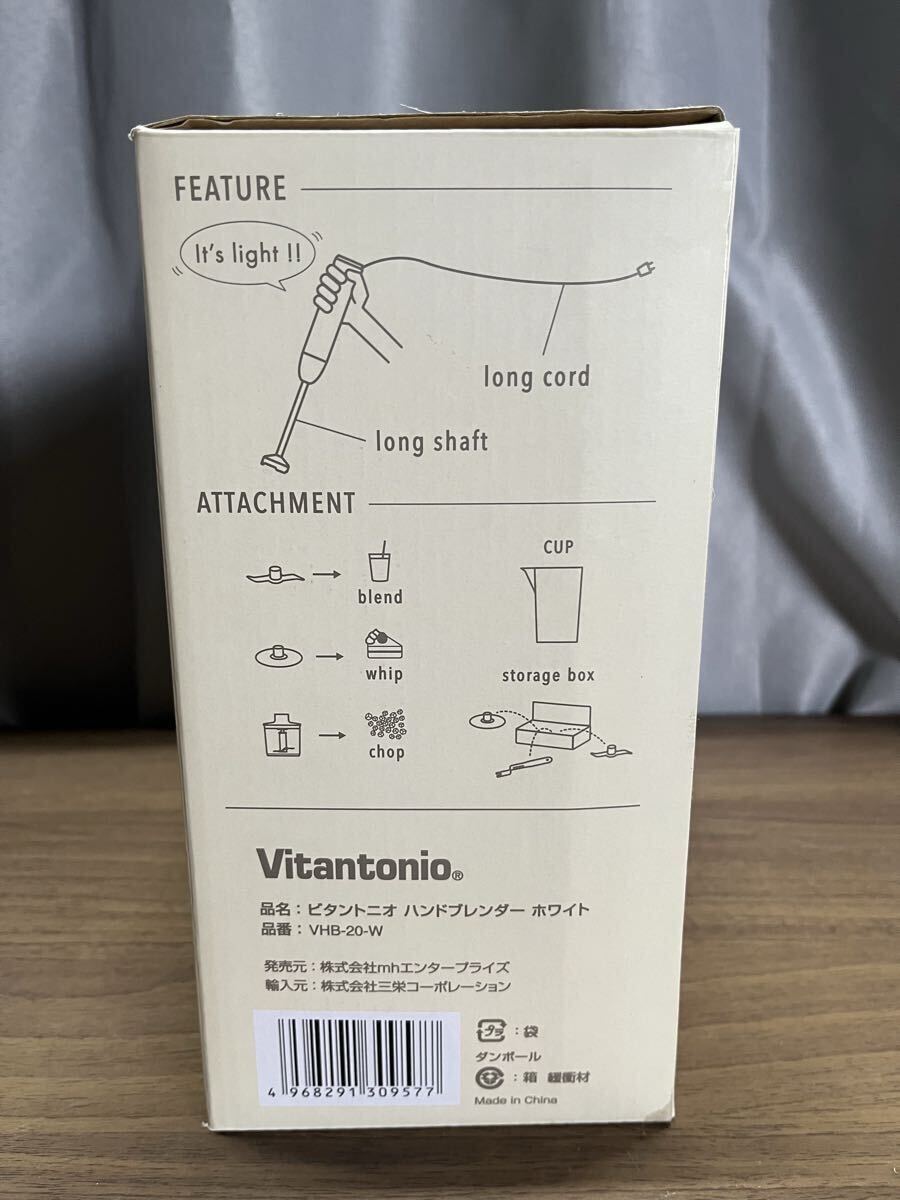 FEATURE
It's light !!
long cord
long shaft
ATTACHMENT
blend
CUP
whip
storage box
chop
Vitantonio®
品名：ビタントニオ ハンドブレンダー ホワイト
品番：VHB-20-W
発売元：株式会社mhエンタープライズ
輸入元：株式会社三栄コーポレーション
プラ：袋
ダンボール
：箱 緩衝材
Made in China
4 968291 309577